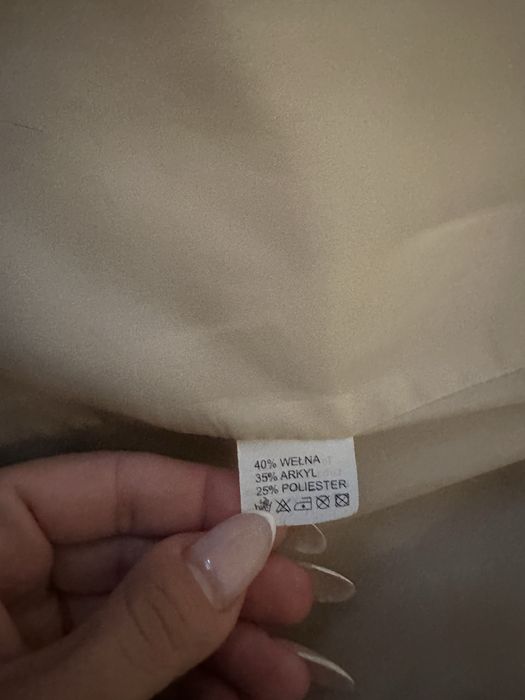 40% WEŁNA
35% ARKYL
25% POLIESTER